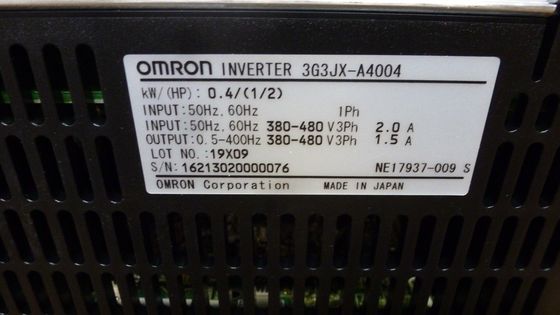 OMRON INVERTER 3G3JX-A4004
kW/(HP): 0.4/(1/2)
INPUT:50Hz, 60Hz 1Ph
INPUT:50Hz, 60Hz 380-480 V3Ph 2.0 A
OUTPUT:0.5-400Hz 380-480 V3Ph 1.5 A
LOT NO. :19X09
S/N: 16213020000076 NE17937-009 S
OMRON Corporation MADE IN JAPAN